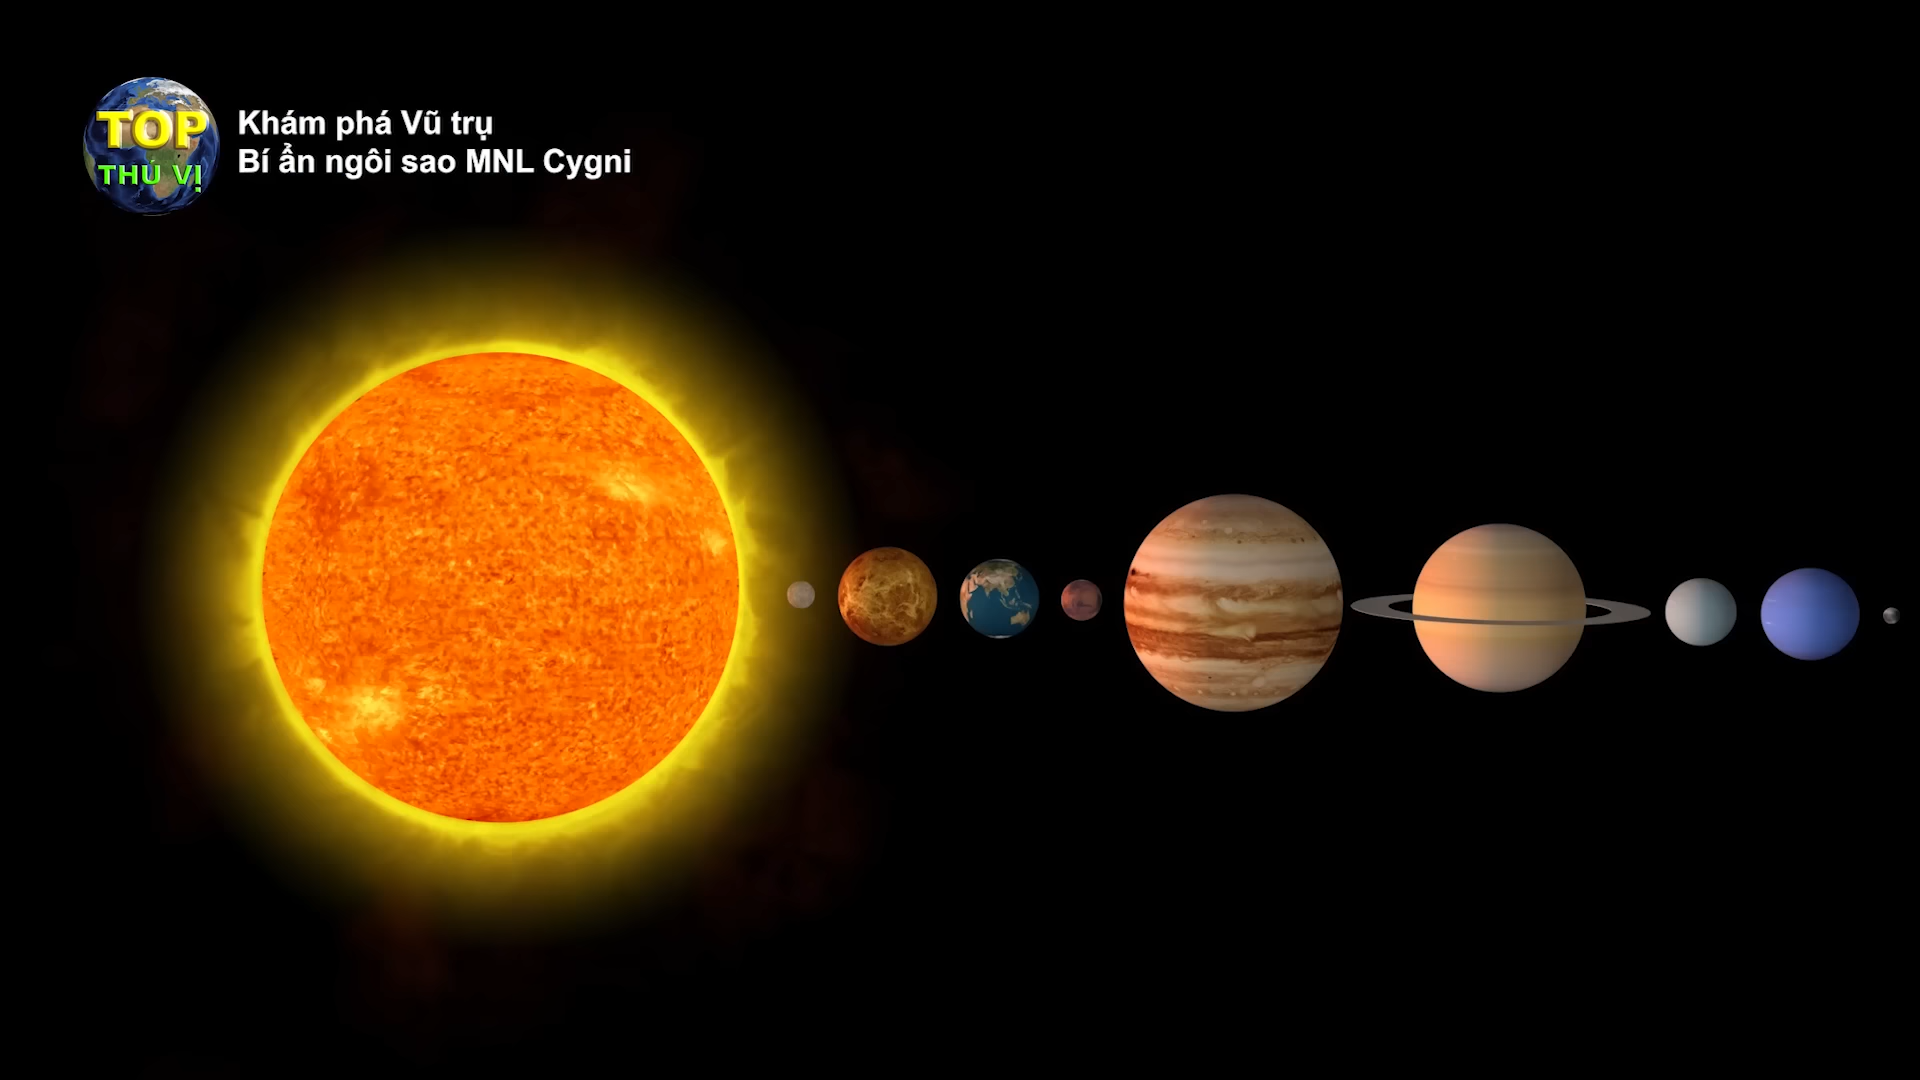 TOP
THÚ VỊ
Khám phá Vũ trụ
Bí ẩn ngôi sao MNL Cygni